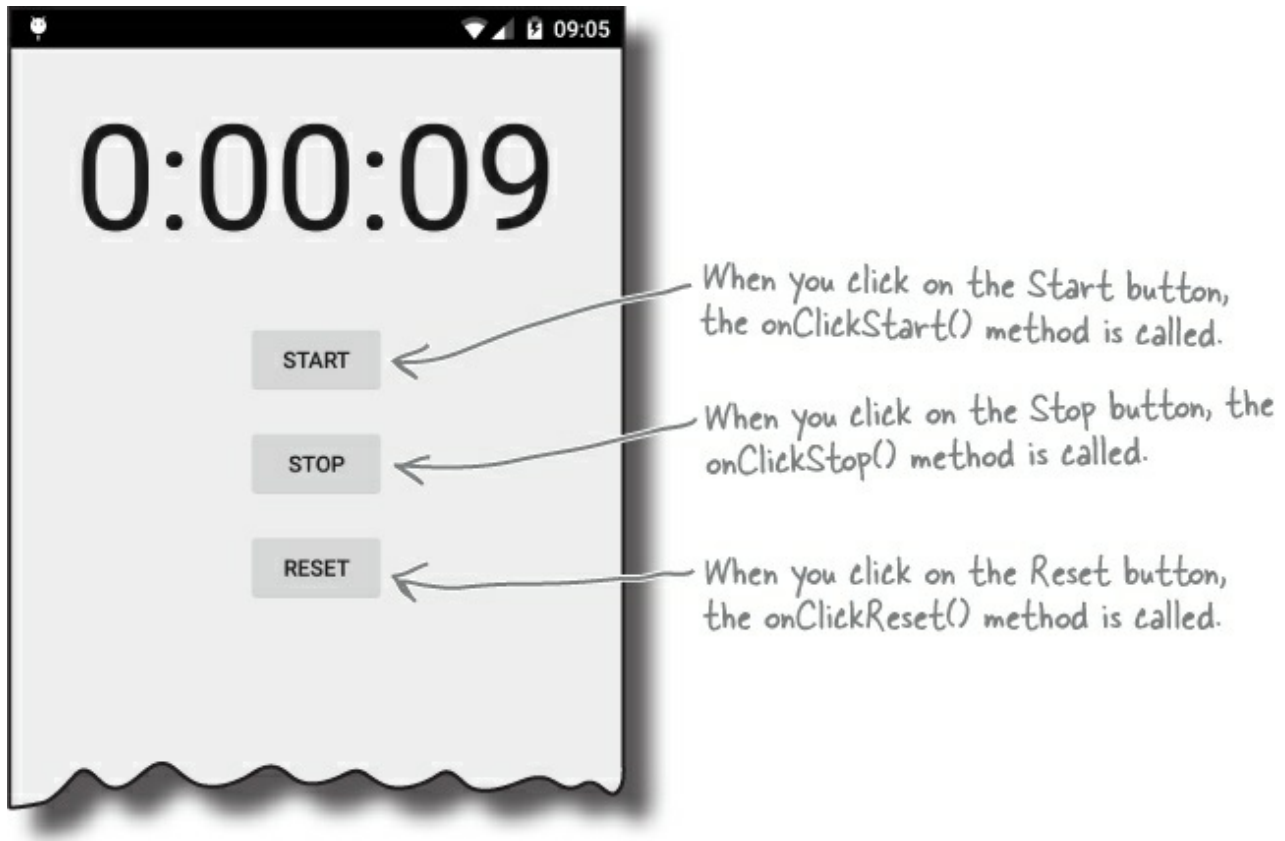 09:05
0:00:09
When you click on the Start button,
the onClickStart() method is called.
START
When you click on the Stop button, the
onClickStop() method is called.
STOP
When you click on the Reset button,
the onClickReset() method is called.
RESET